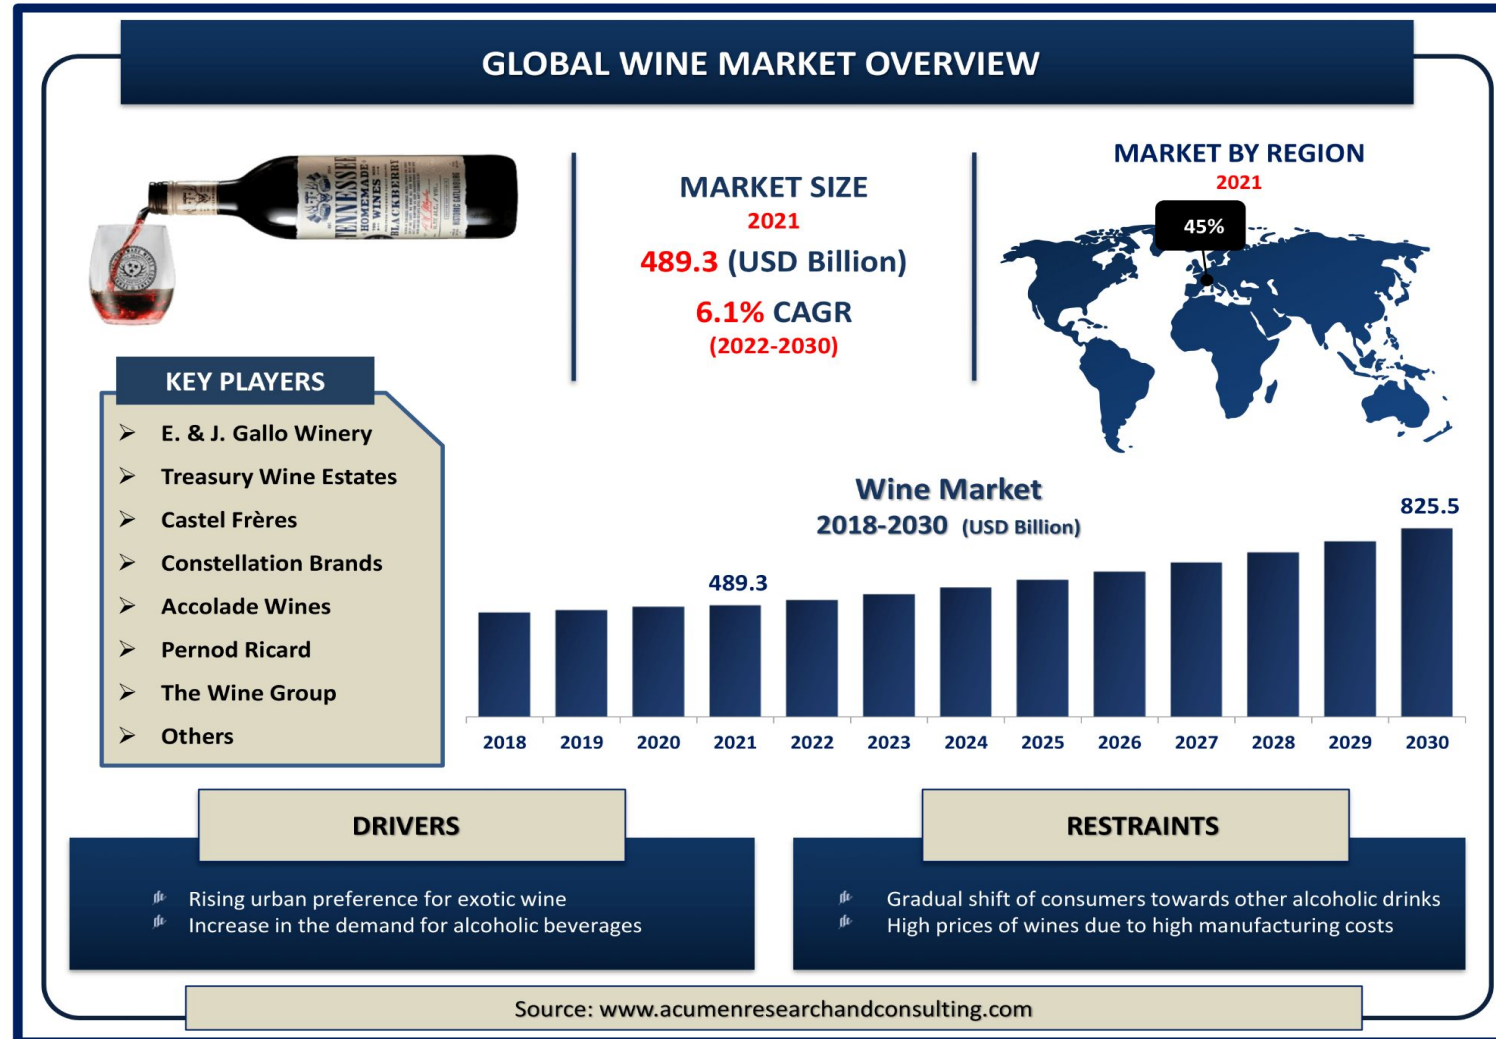 GLOBAL WINE MARKET OVERVIEW
TENNESSEE
HOMEMADE
WINES
BLACKBERRY
MARKET SIZE
2021
489.3 (USD Billion)
6.1% CAGR
(2022-2030)
MARKET BY REGION
2021
45%
KEY PLAYERS
E. & J. Gallo Winery
Treasury Wine Estates
Castel Frères
Constellation Brands
Accolade Wines
Pernod Ricard
The Wine Group
Others
Wine Market
2018-2030 (USD Billion)
489.3
825.5
2018 2019 2020 2021 2022 2023 2024 2025 2026 2027 2028 2029 2030
DRIVERS
Rising urban preference for exotic wine
Increase in the demand for alcoholic beverages
RESTRAINTS
Gradual shift of consumers towards other alcoholic drinks
High prices of wines due to high manufacturing costs
Source: www.acumenresearchandconsulting.com